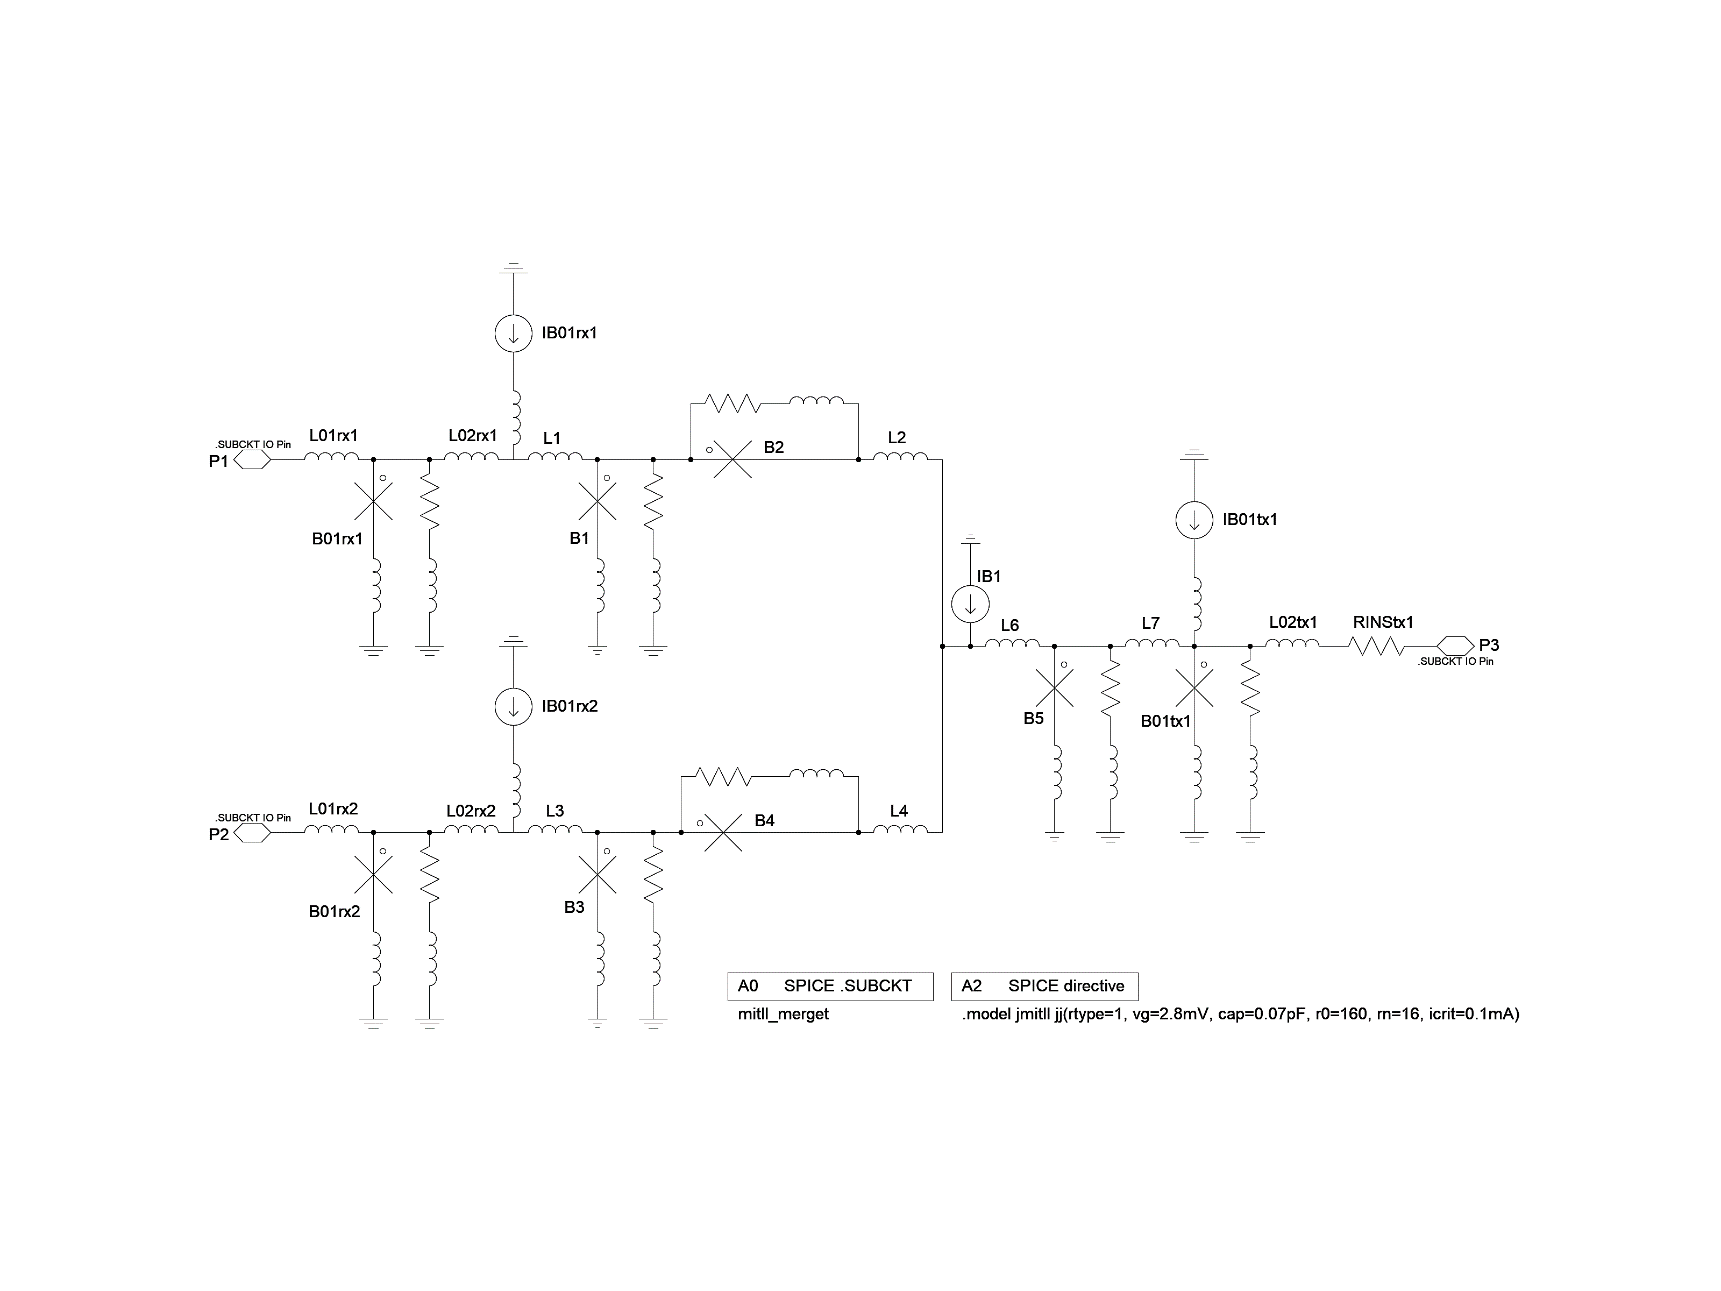 IB01rx1
.SUBCKT IO Pin
P1
L01rx1
L02rx1
L1
B2
L2
B01rx1
B1
IB01tx1
IB1
L6
L7
L02tx1
RINStx1
P3
.SUBCKT IO Pin
B5
B01tx1
IB01rx2
.SUBCKT IO Pin
P2
L01rx2
L02rx2
L3
B4
L4
B01rx2
B3
A0 SPICE .SUBCKT
mitll_merget
A2 SPICE directive
.model jmitll jj(rtype=1, vg=2.8mV, cap=0.07pF, r0=160, rn=16, icrit=0.1mA)